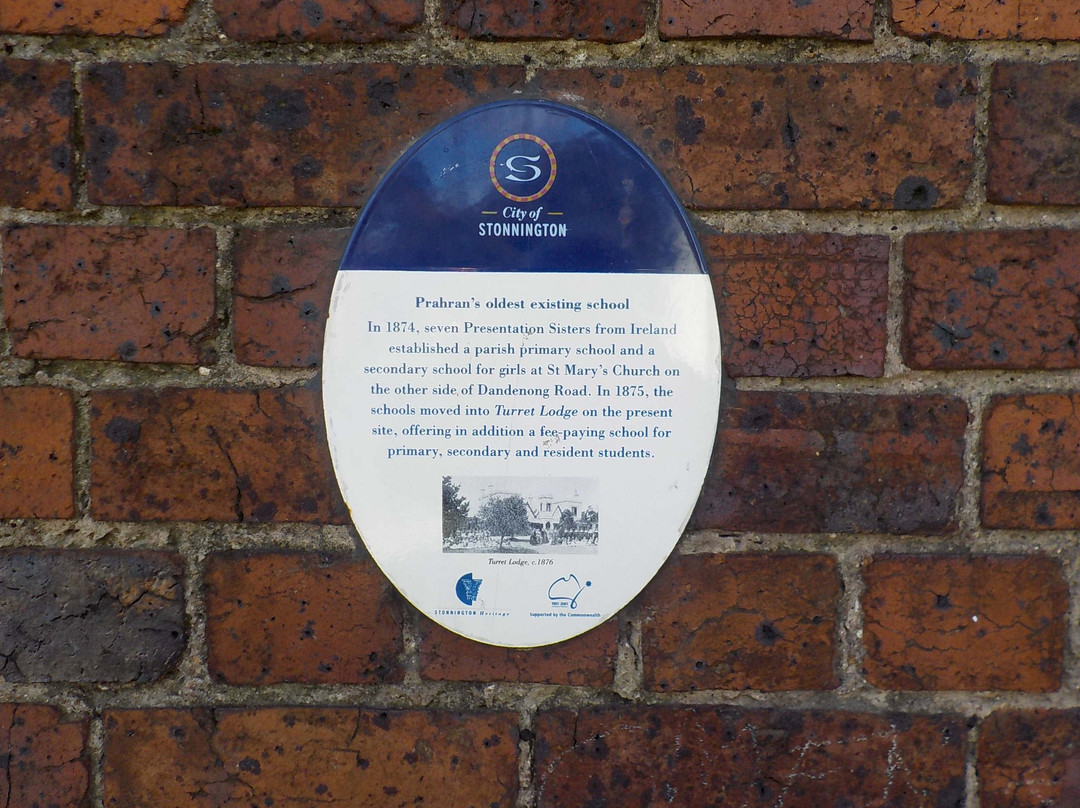 S
City of
STONNINGTON
Prahran's oldest existing school
In 1874, seven Presentation Sisters from Ireland
established a parish primary school and a
secondary school for girls at St Mary's Church on
the other side of Dandenong Road. In 1875, the
schools moved into Turret Lodge on the present
site, offering in addition a fee-paying school for
primary, secondary and resident students.
Turret Lodge, c.1876
STONNINGTON Heritage
Supported by the Commonwealth